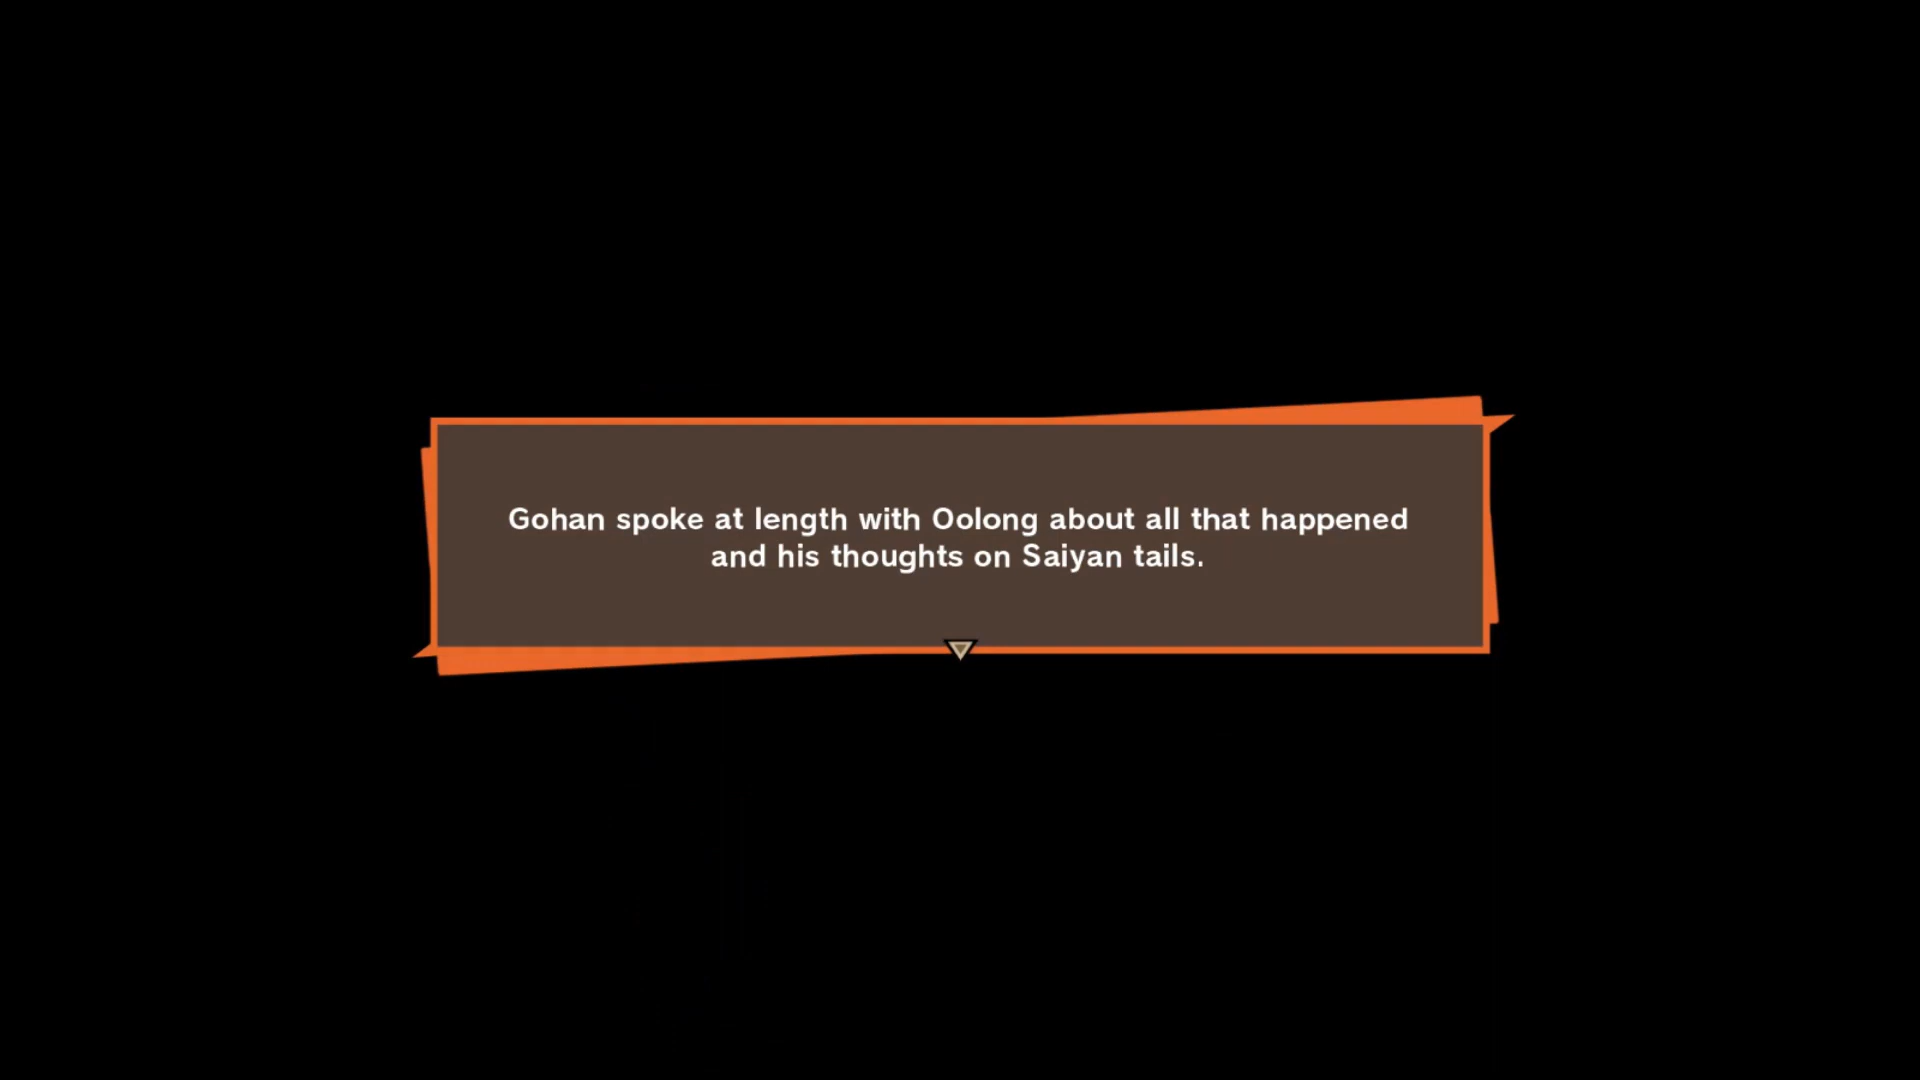 Gohan spoke at length with Oolong about all that happened
and his thoughts on Saiyan tails.